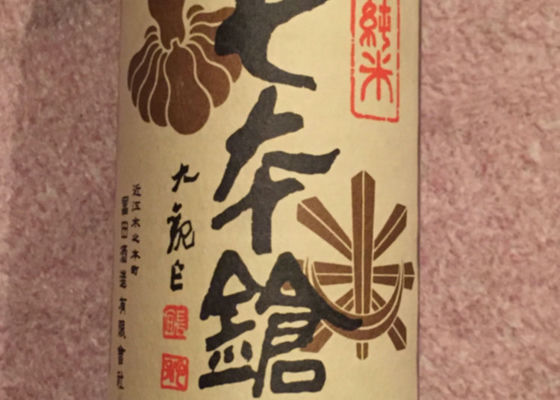 純米
七本鎗
近江木之本町
冨田酒造有限會社